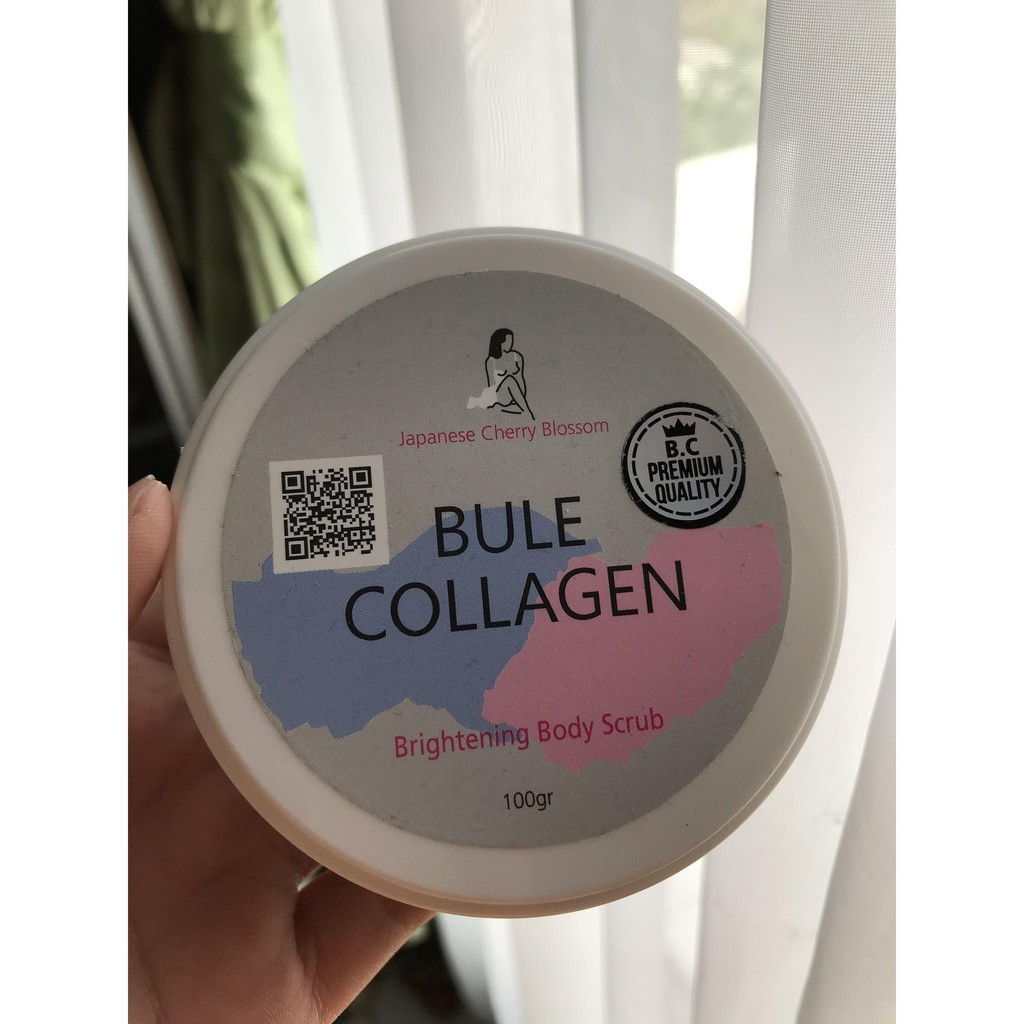 Japanese Cherry Blossom
B.C
PREMIUM
QUALITY
BULE
COLLAGEN
Brightening Body Scrub
100gr